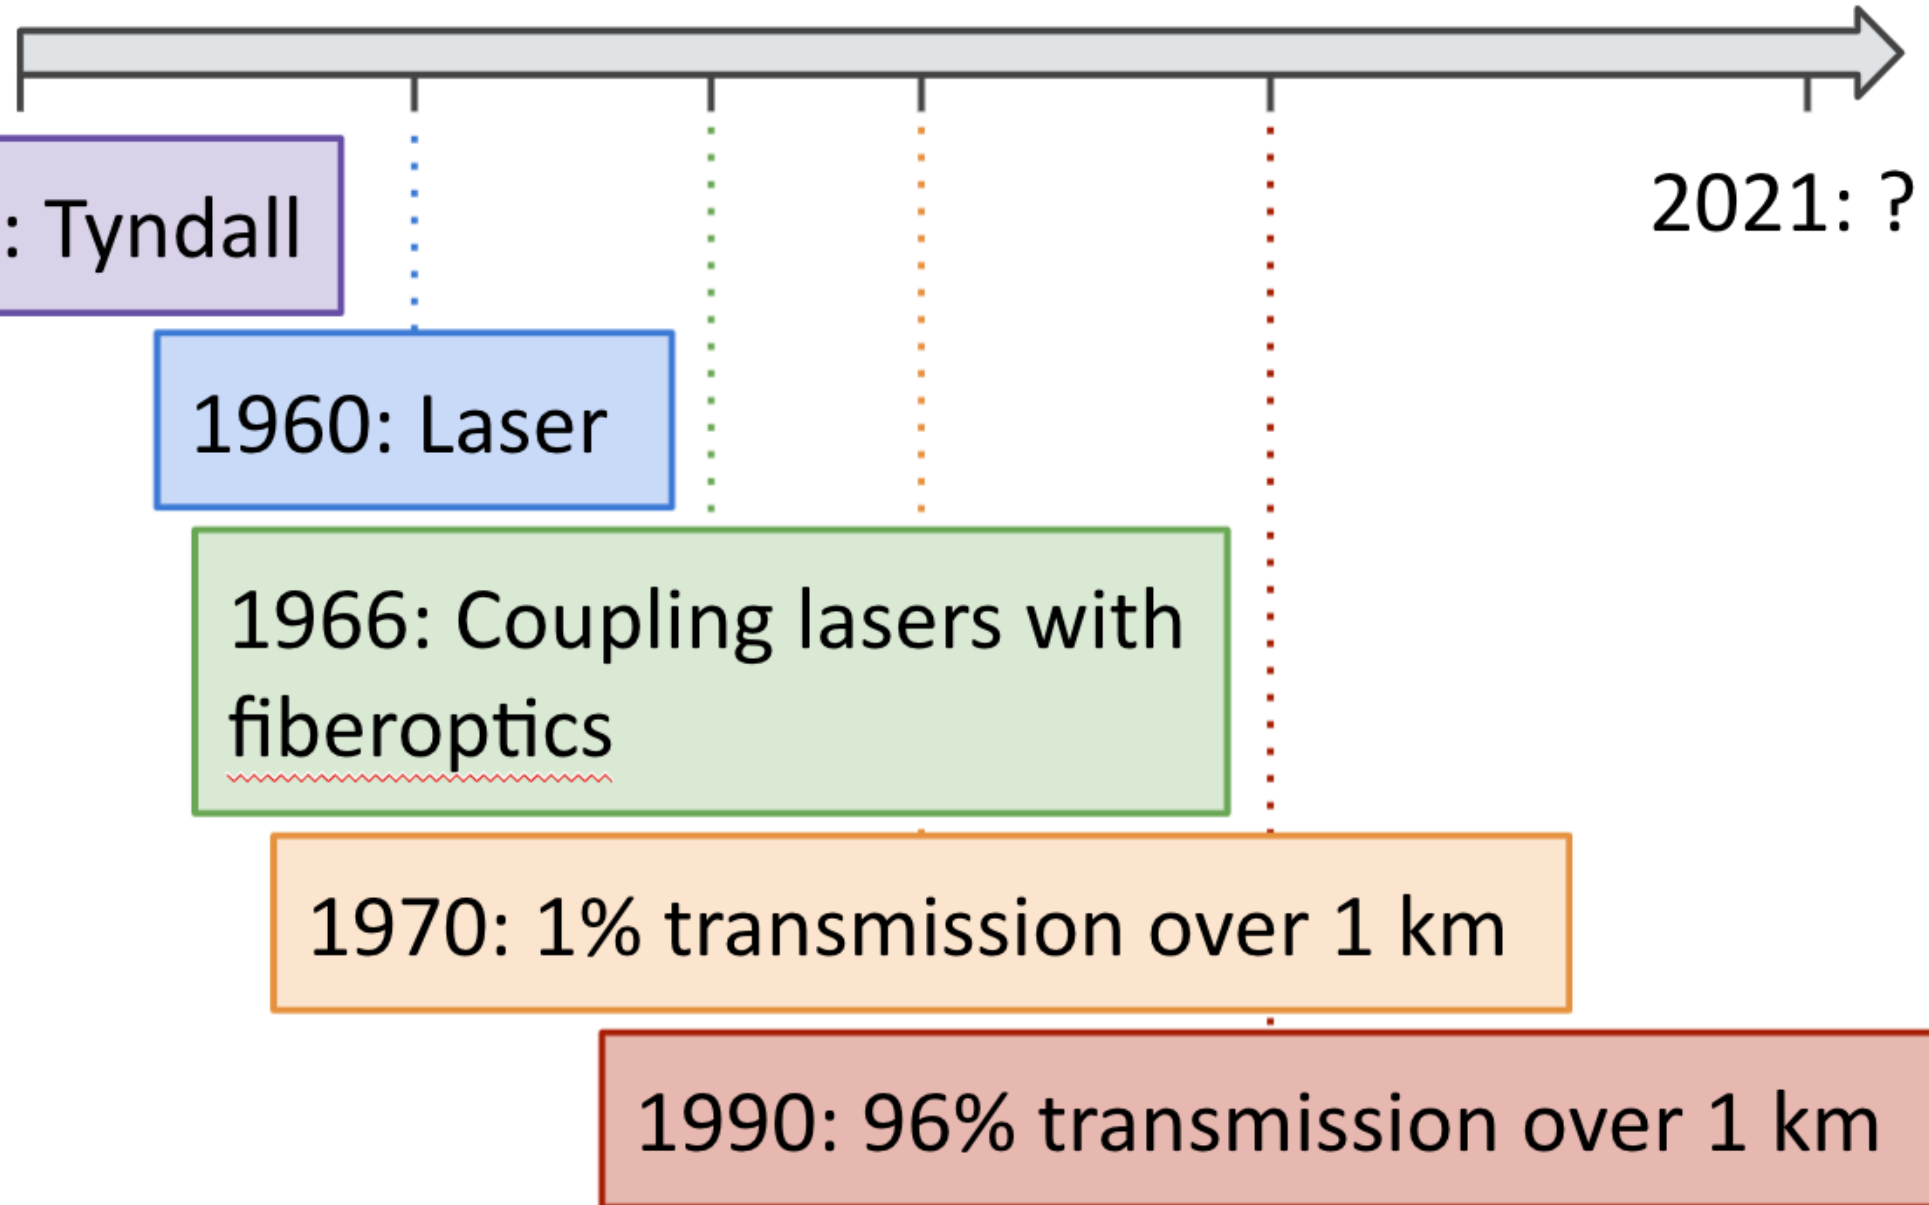 : Tyndall
2021: ?
1960: Laser
1966: Coupling lasers with
fiberoptics
1970: 1% transmission over 1 km
1990: 96% transmission over 1 km